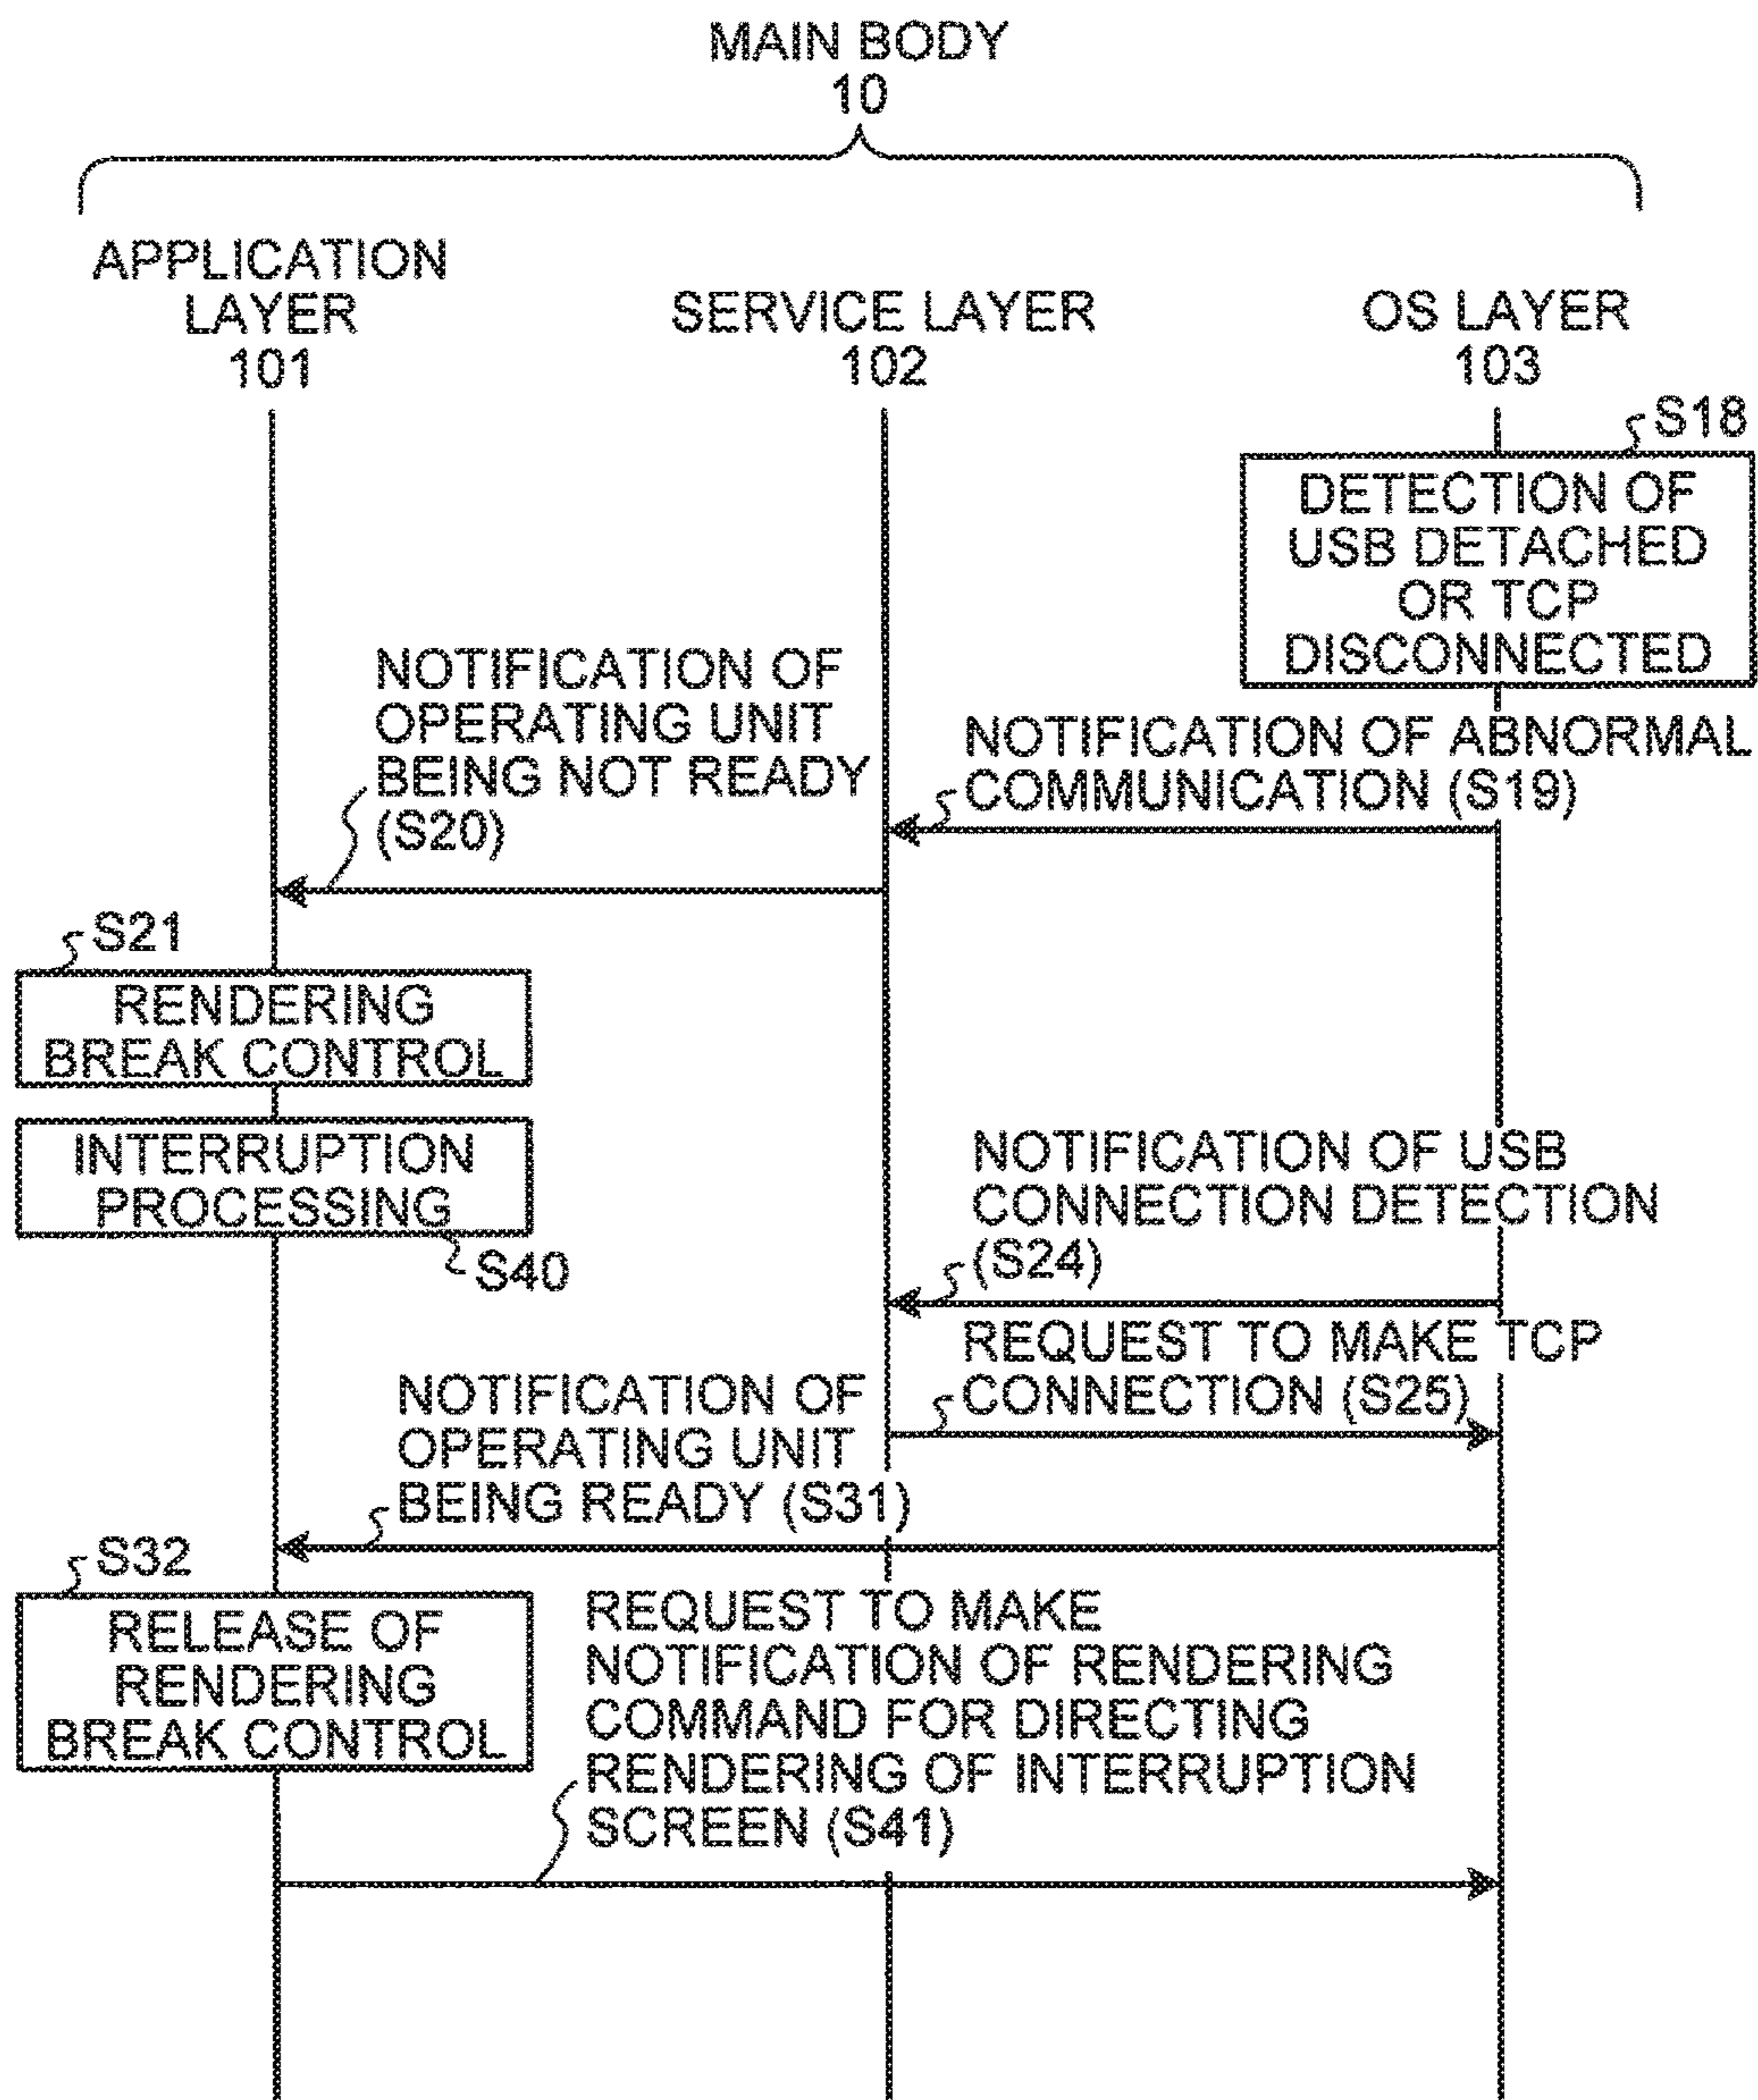 MAIN BODY
10
APPLICATION
LAYER
101
SERVICE LAYER
102
OS LAYER
103
S18
DETECTION OF
USB DETACHED
OR TCP
DISCONNECTED
NOTIFICATION OF
OPERATING UNIT
BEING NOT READY
(S20)
NOTIFICATION OF ABNORMAL
COMMUNICATION (S19)
S21
RENDERING
BREAK CONTROL
INTERRUPTION
PROCESSING
S40
NOTIFICATION OF USB
CONNECTION DETECTION
(S24)
REQUEST TO MAKE TCP
CONNECTION (S25)
NOTIFICATION OF
OPERATING UNIT
BEING READY (S31)
S32
RELEASE OF
RENDERING
BREAK CONTROL
REQUEST TO MAKE
NOTIFICATION OF RENDERING
COMMAND FOR DIRECTING
RENDERING OF INTERRUPTION
SCREEN (S41)